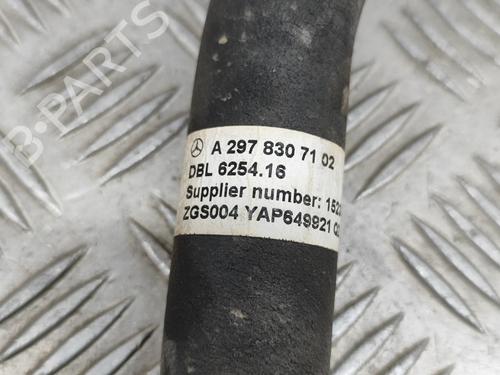 A 297 830 71 02
DBL 6254.16
Supplier number:
ZGS004 YAP649921
B-Parts